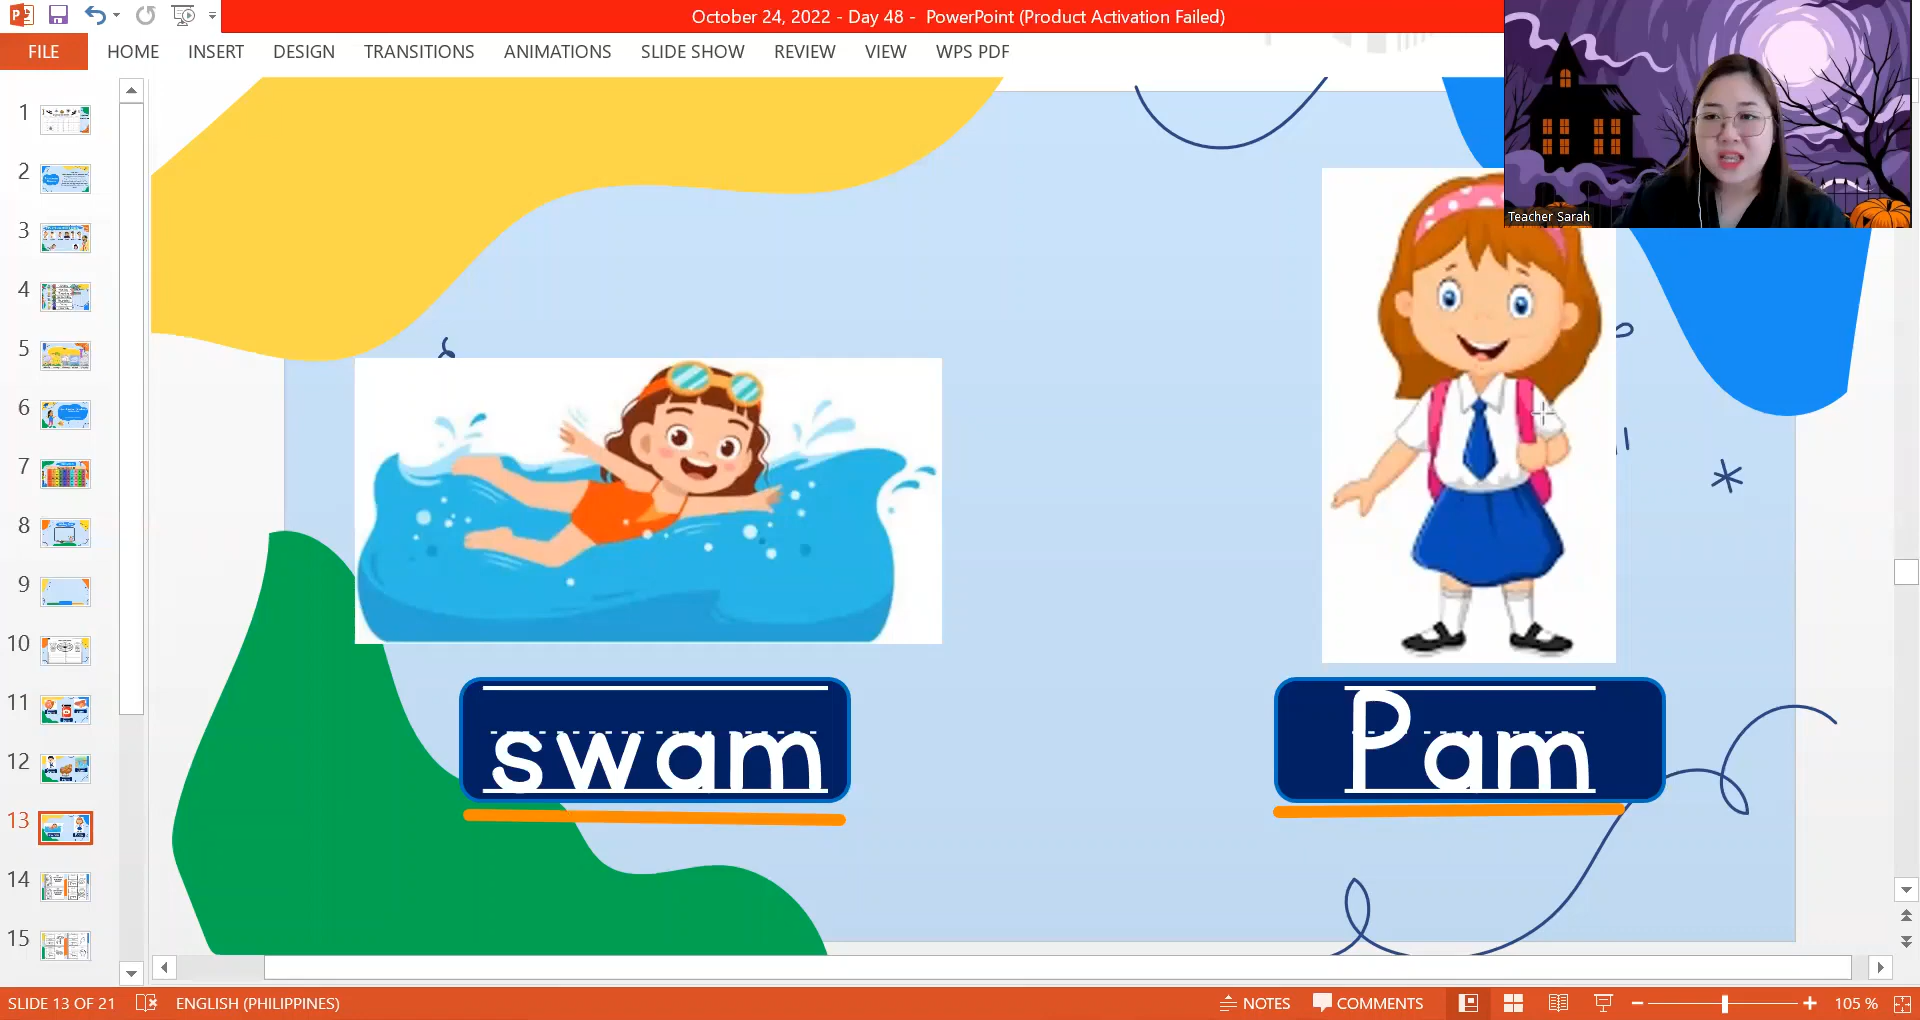 October 24, 2022 - Day 48 - PowerPoint (Product Activation Failed)
FILE HOME INSERT DESIGN TRANSITIONS ANIMATIONS SLIDE SHOW REVIEW VIEW WPS PDF
Teacher Sarah
1
2
3
4
5
6
7
8
9
10
11
12
13
14
15
swam
Pam
SLIDE 13 OF 21 ENGLISH (PHILIPPINES) NOTES COMMENTS 105 %